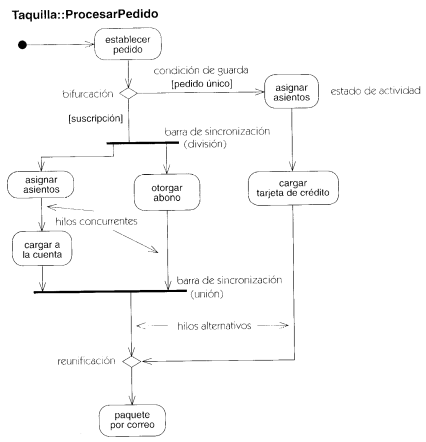 Taquilla::ProcesarPedido
establecer
pedido
condición de guarda
[pedido único]
bifurcación
asignar
asientos
estado de actividad
[suscripción]
barra de sincronización
(división)
asignar
asientos
otorgar
abono
cargar
tarjeta de crédito
hilos concurrentes
cargar a
la cuenta
barra de sincronización
(unión)
hilos alternativos
reunificación
paquete
por correo